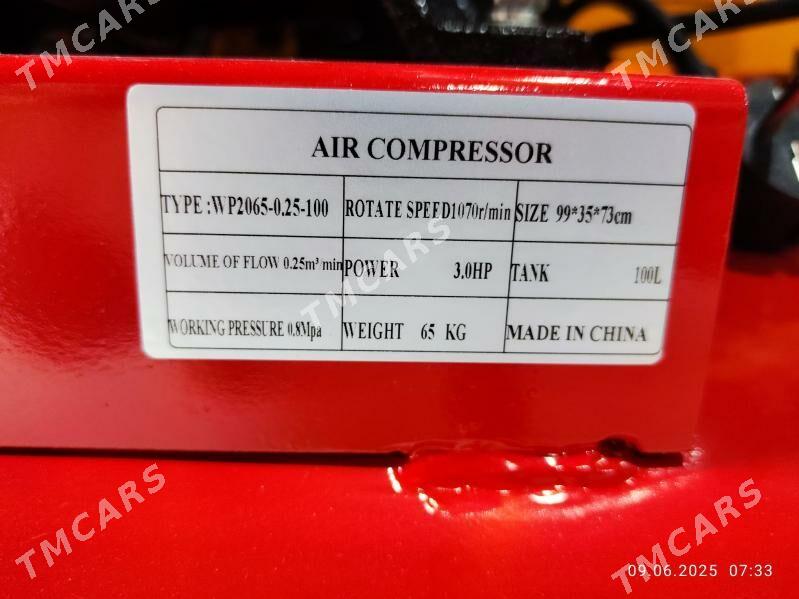 TMCARS
TMCARS
TMCARS
AIR COMPRESSOR
TYPE :WP2065-0.25-100 ROTATE SPEED1070r/min SIZE 99*35*73cm
VOLUME OF FLOW 0.25m³/min POWER 3.0HP TANK 100L
WORKING PRESSURE 0.8Mpa WEIGHT 65 KG MADE IN CHINA
TMCARS
TMCARS
TMCARS
09.06.2025 07:33